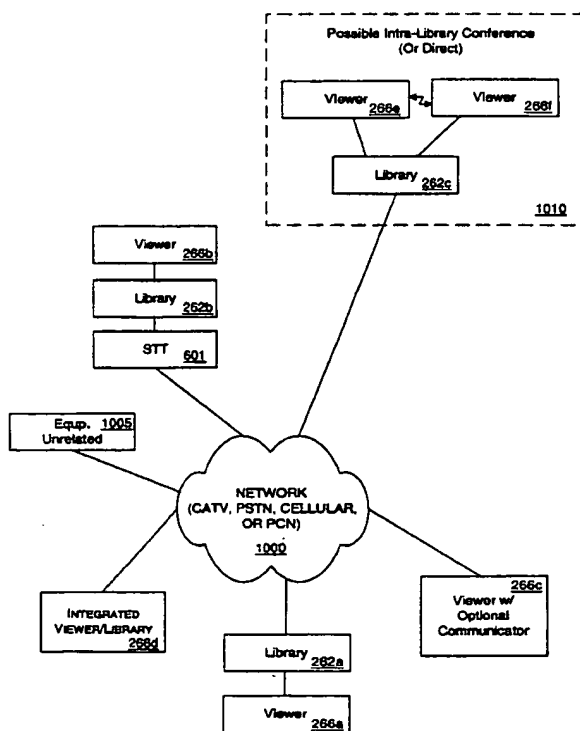 Possible Intra-Library Conference
(Or Direct)
Viewer
266e
Viewer
266f
Library
262c
1010
Viewer
266b
Library
262b
STT
601
Equp.
1005
Unrelated
NETWORK
(CATV, PSTN, CELLULAR,
OR PCN)
1000
INTEGRATED
VIEWER/LIBRARY
266d
266c
Viewer w/
Optional
Communicator
Library
262a
Viewer
266a